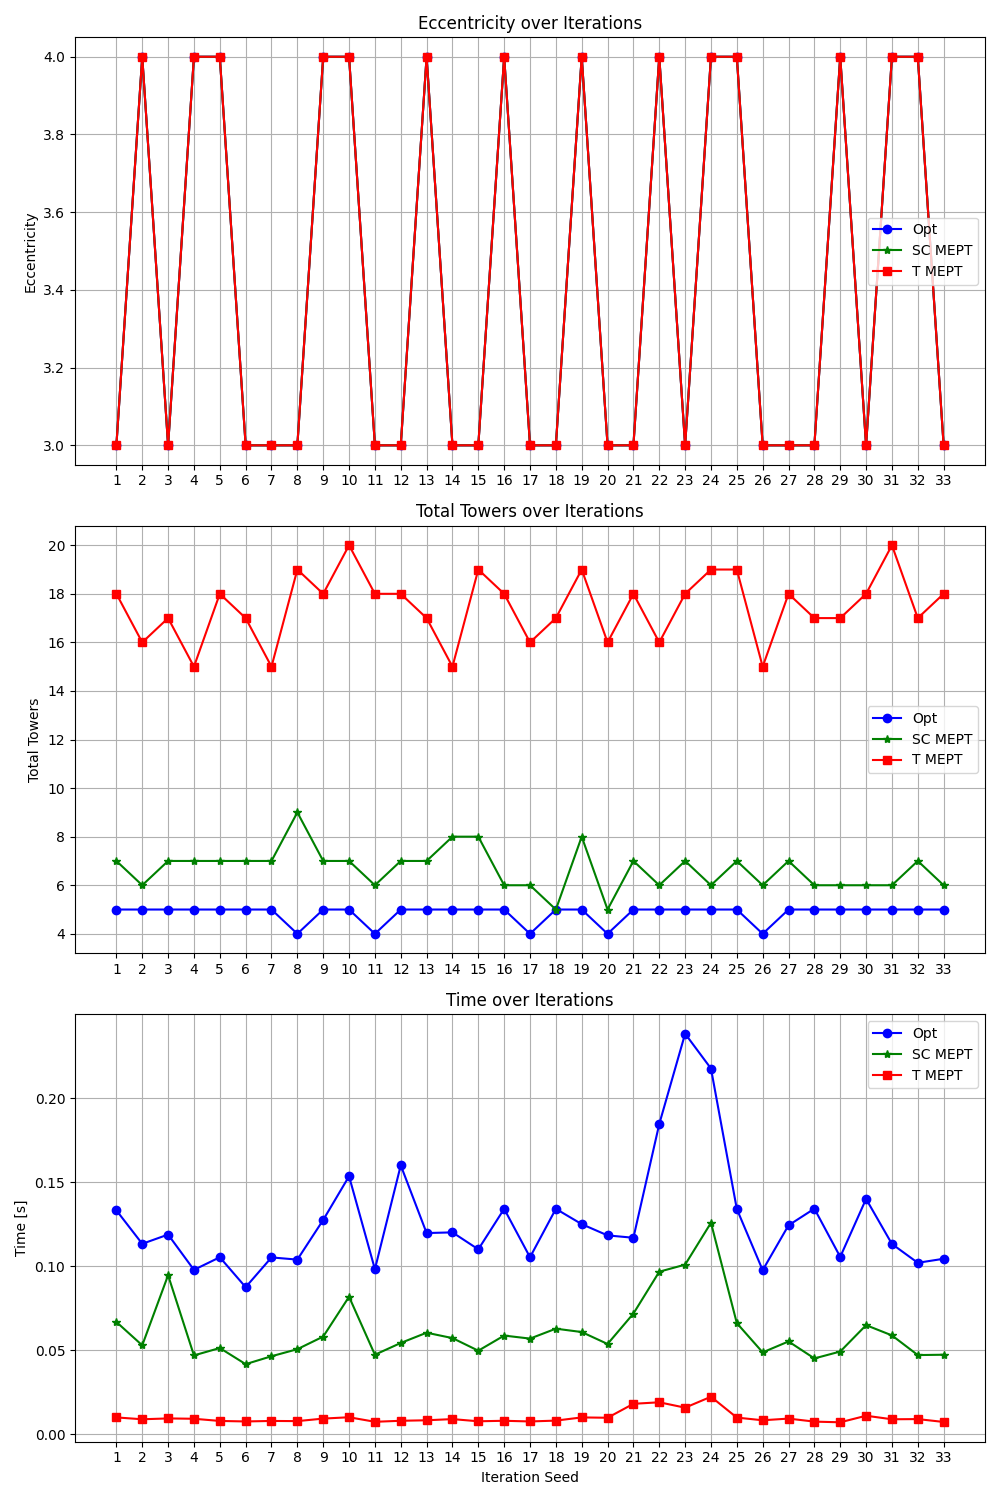 Eccentricity over Iterations
Eccentricity
4.0
3.8
3.6
3.4
3.2
3.0
Opt
SC MEPT
T MEPT
1 2 3 4 5 6 7 8 9 10 11 12 13 14 15 16 17 18 19 20 21 22 23 24 25 26 27 28 29 30 31 32 33
Total Towers over Iterations
Total Towers
20
18
16
14
12
10
8
6
4
Opt
SC MEPT
T MEPT
1 2 3 4 5 6 7 8 9 10 11 12 13 14 15 16 17 18 19 20 21 22 23 24 25 26 27 28 29 30 31 32 33
Time over Iterations
Time [s]
0.20
0.15
0.10
0.05
0.00
Opt
SC MEPT
T MEPT
1 2 3 4 5 6 7 8 9 10 11 12 13 14 15 16 17 18 19 20 21 22 23 24 25 26 27 28 29 30 31 32 33
Iteration Seed